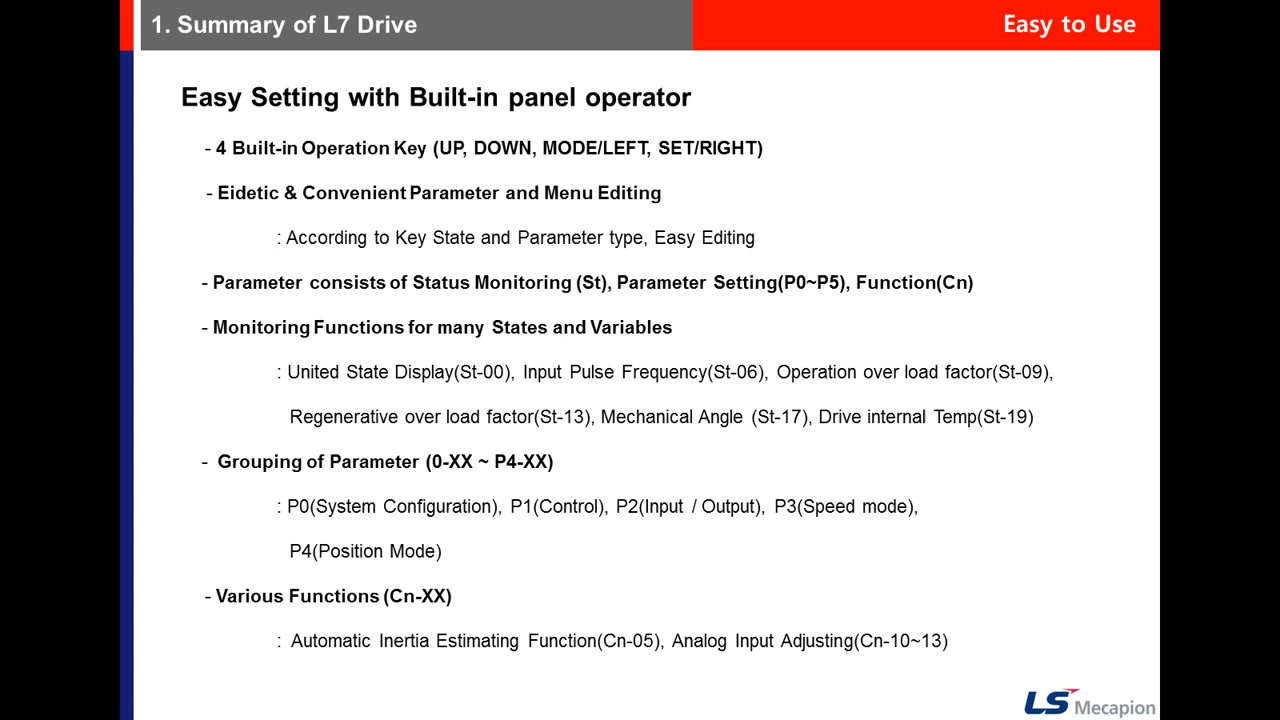 1. Summary of L7 Drive
Easy to Use
Easy Setting with Built-in panel operator
- 4 Built-in Operation Key (UP, DOWN, MODE/LEFT, SET/RIGHT)
- Eidetic & Convenient Parameter and Menu Editing
: According to Key State and Parameter type, Easy Editing
- Parameter consists of Status Monitoring (St), Parameter Setting(P0~P5), Function(Cn)
- Monitoring Functions for many States and Variables
: United State Display(St-00), Input Pulse Frequency(St-06), Operation over load factor(St-09),
Regenerative over load factor(St-13), Mechanical Angle (St-17), Drive internal Temp(St-19)
- Grouping of Parameter (0-XX ~ P4-XX)
: P0(System Configuration), P1(Control), P2(Input / Output), P3(Speed mode),
P4(Position Mode)
- Various Functions (Cn-XX)
: Automatic Inertia Estimating Function(Cn-05), Analog Input Adjusting(Cn-10~13)
LS Mecapion